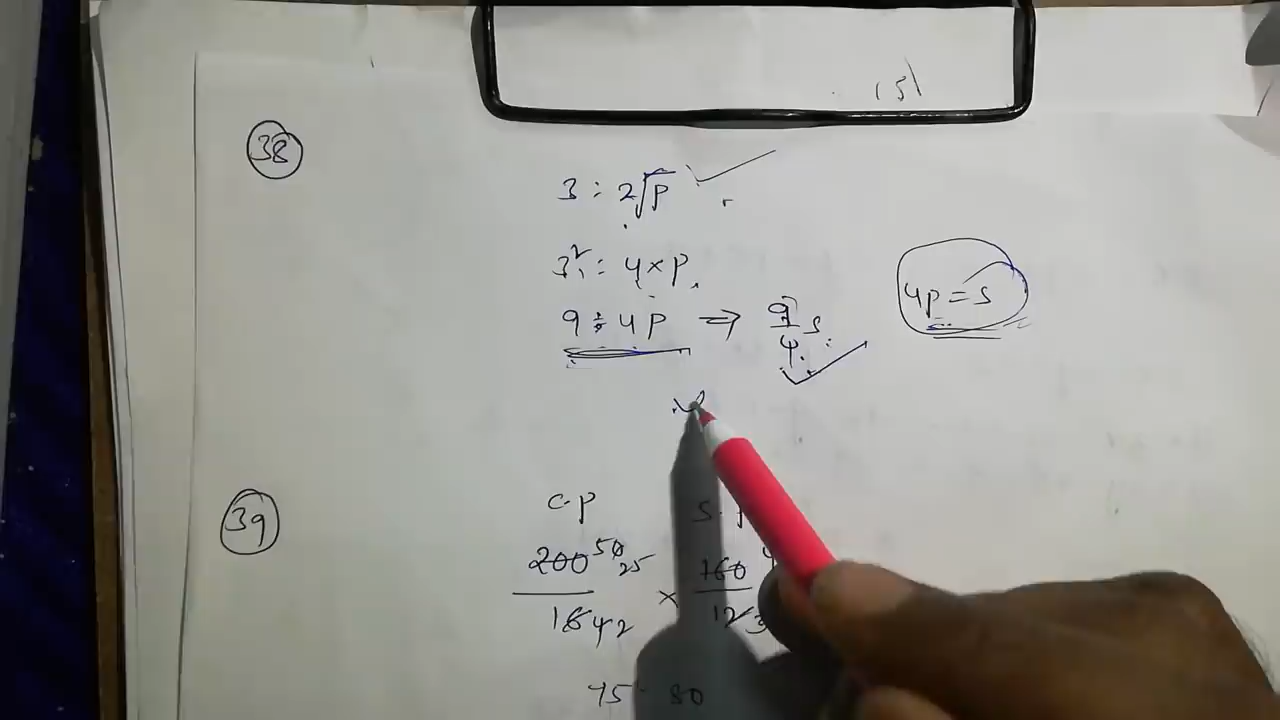 38
3 : 2√p
3² : 4×p
9 : 4p ⇒ 9/4 s
4p = s
39
C.P S.
200 50 25 × 160
16 4 2 12 3
75 80